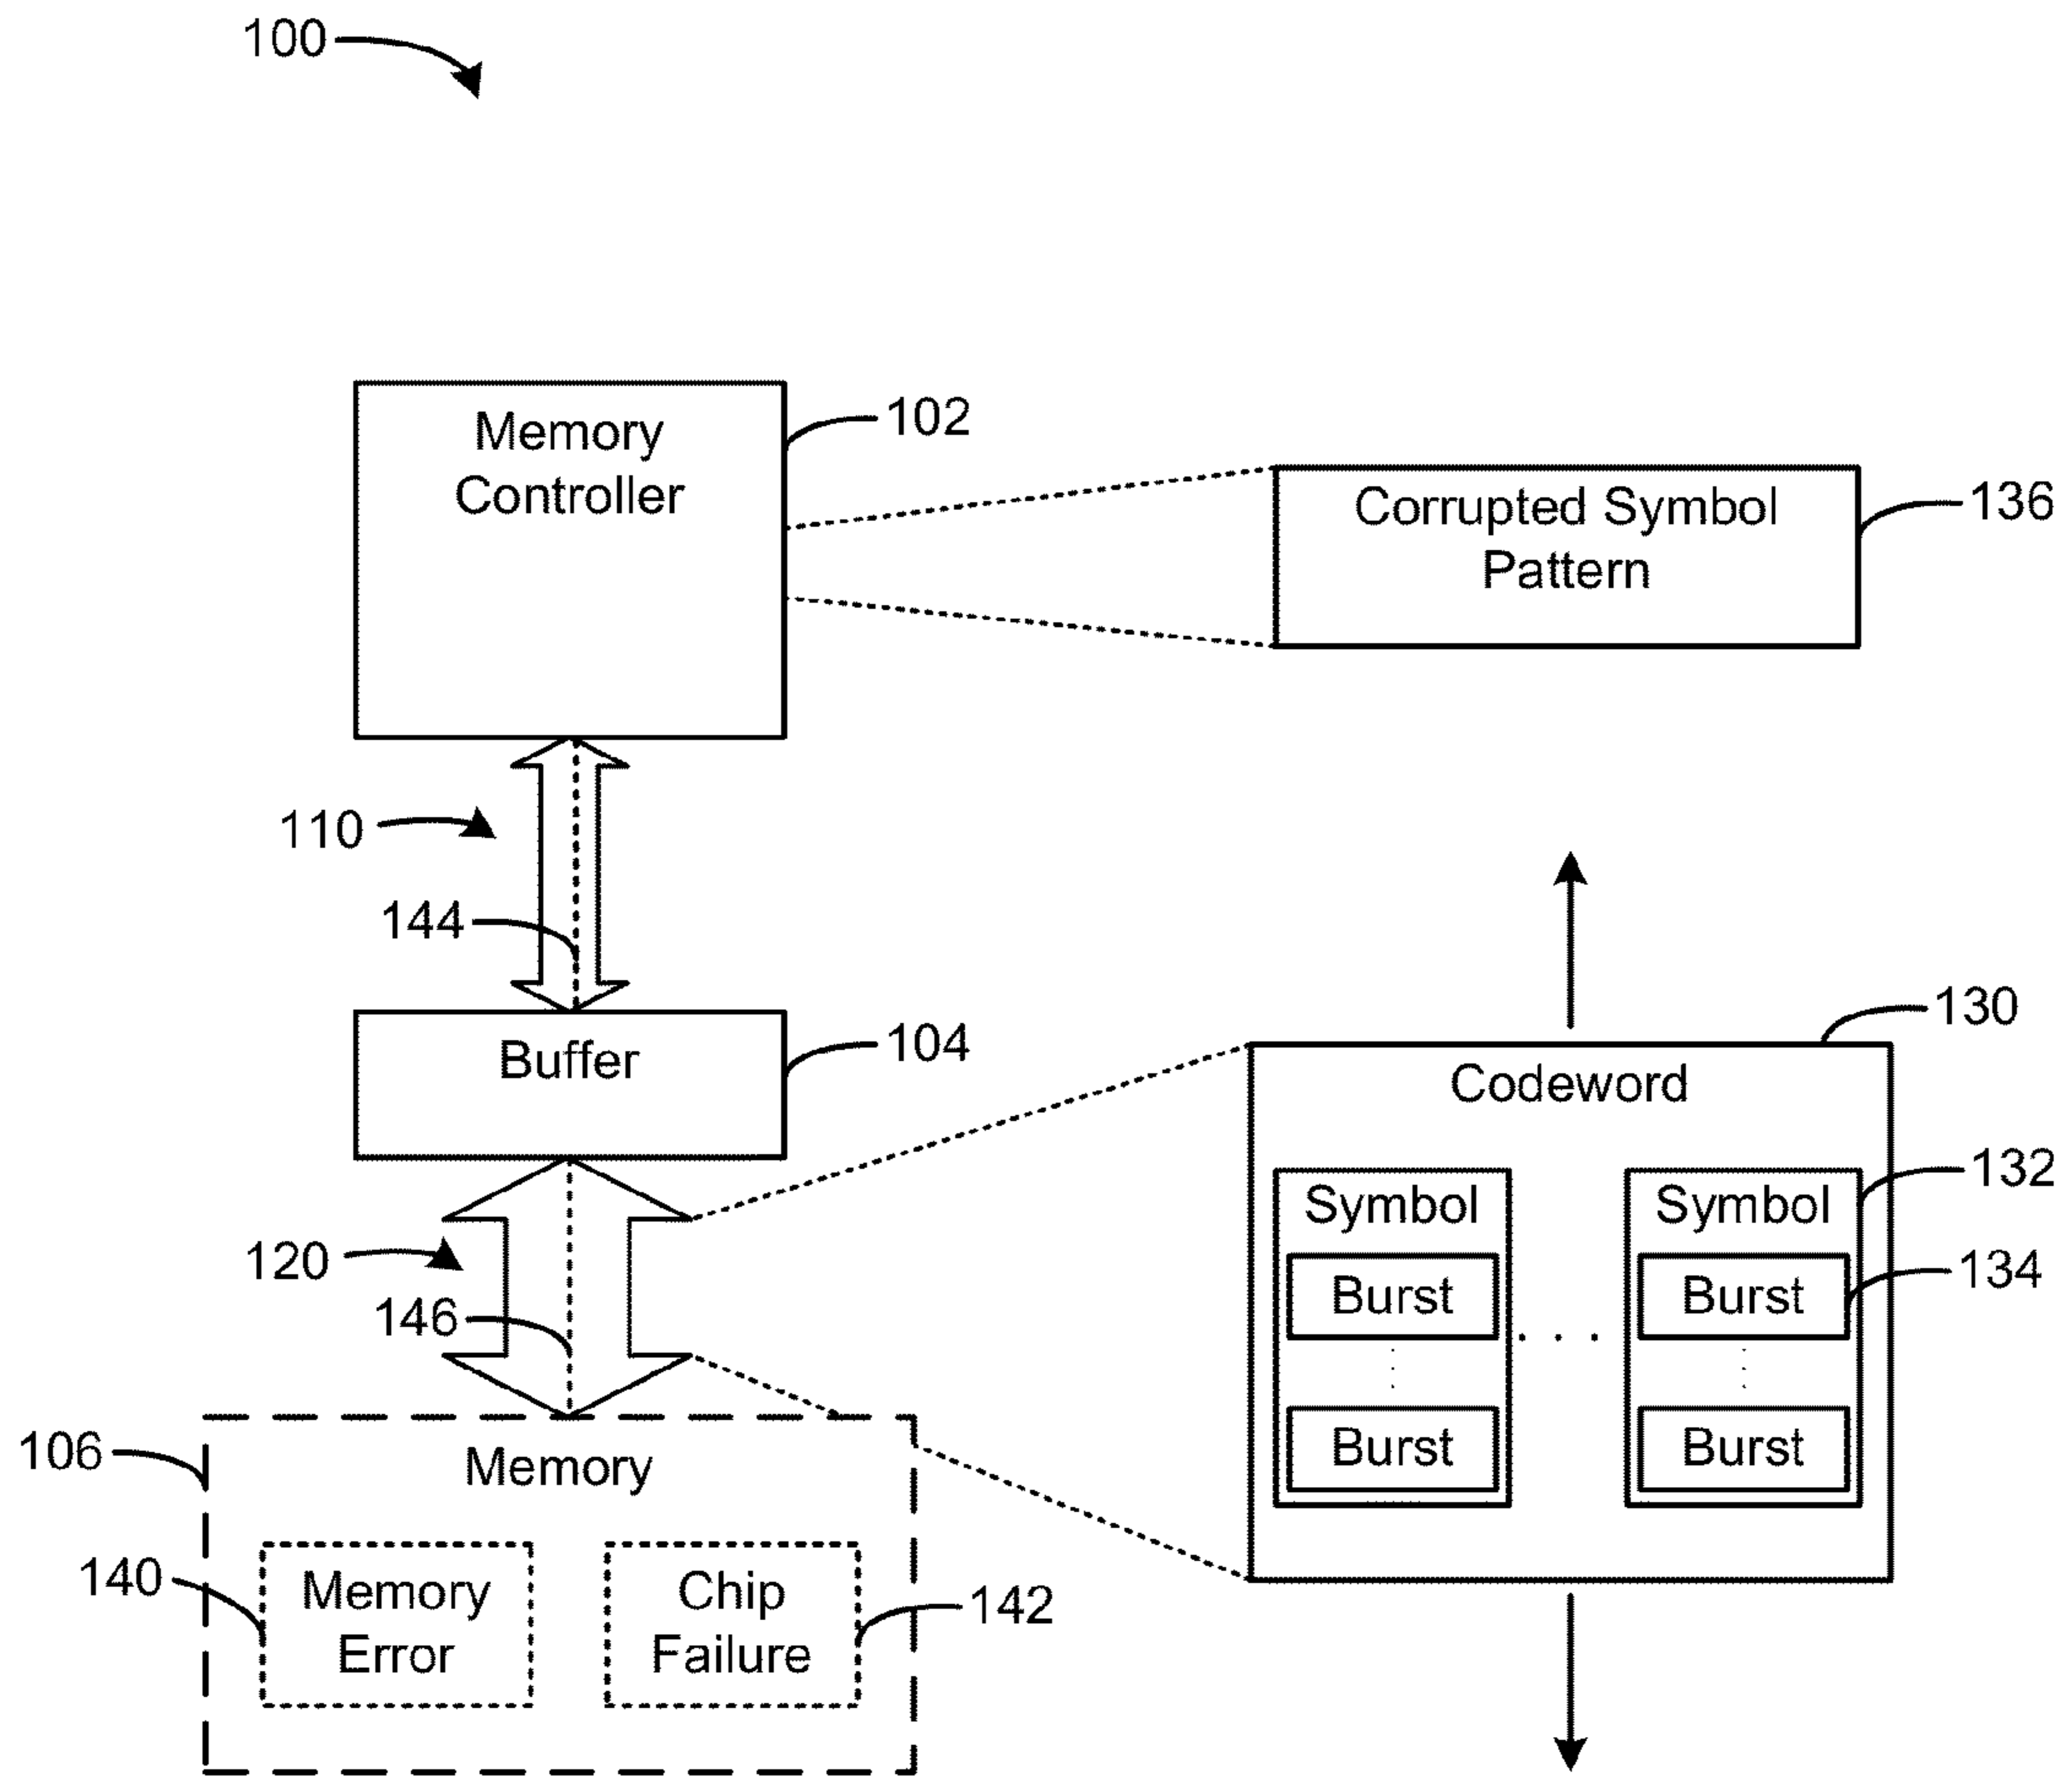 100
Memory
Controller
102
Corrupted Symbol
Pattern
136
110
144
Buffer
104
130
Codeword
132
Symbol
Symbol
134
Burst
Burst
. . .
Burst
Burst
120
146
106
Memory
140
Memory
Error
Chip
Failure
142